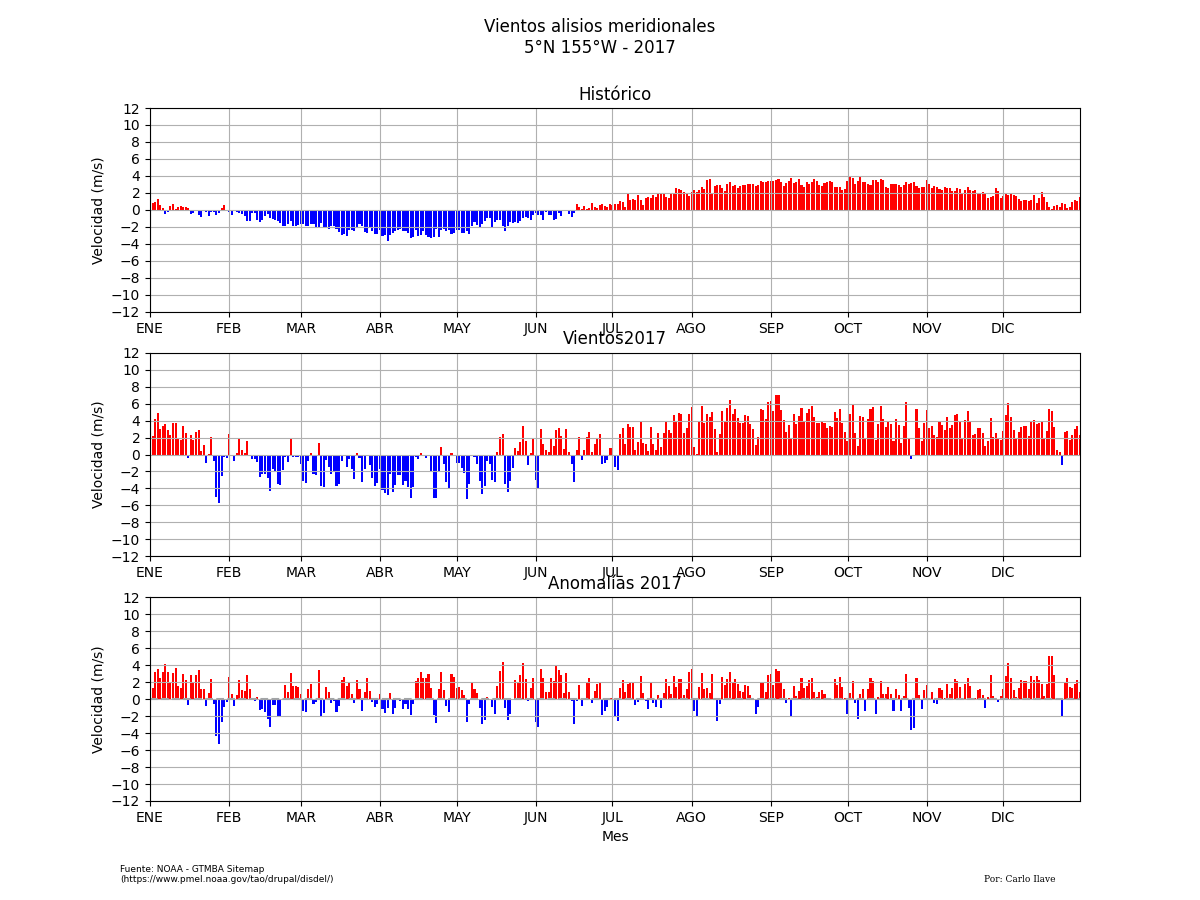 Vientos alisios meridionales
5°N 155°W - 2017
Histórico
12
10
8
6
4
2
0
−2
−4
−6
−8
−10
−12
Velocidad (m/s)
ENE FEB MAR ABR MAY JUN JUL AGO SEP OCT NOV DIC
Vientos2017
12
10
8
6
4
2
0
−2
−4
−6
−8
−10
−12
Velocidad (m/s)
ENE FEB MAR ABR MAY JUN JUL AGO SEP OCT NOV DIC
Anomalías 2017
12
10
8
6
4
2
0
−2
−4
−6
−8
−10
−12
Velocidad (m/s)
ENE FEB MAR ABR MAY JUN JUL AGO SEP OCT NOV DIC
Mes
Fuente: NOAA - GTMBA Sitemap
(https://www.pmel.noaa.gov/tao/drupal/disdel/)
Por: Carlo Ilave